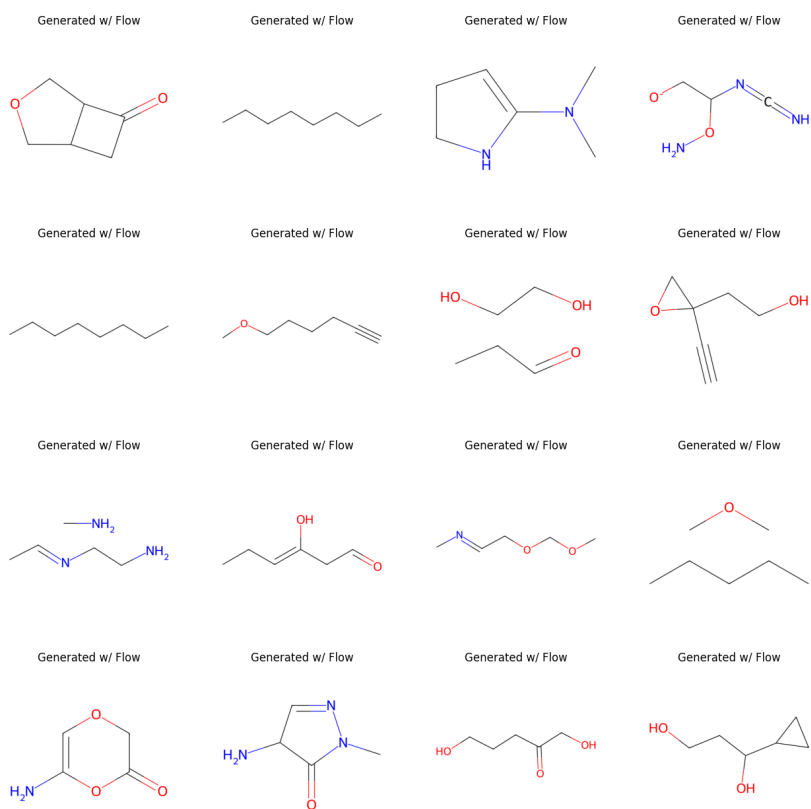 Generated w/ Flow Generated w/ Flow Generated w/ Flow Generated w/ Flow
O O N NH O⁻ N C NH O H₂N
Generated w/ Flow Generated w/ Flow Generated w/ Flow Generated w/ Flow
O HO OH O O OH
Generated w/ Flow Generated w/ Flow Generated w/ Flow Generated w/ Flow
NH₂ N NH₂ OH O N O O O
Generated w/ Flow Generated w/ Flow Generated w/ Flow Generated w/ Flow
O H₂N O O N N H₂N O HO OH O HO OH